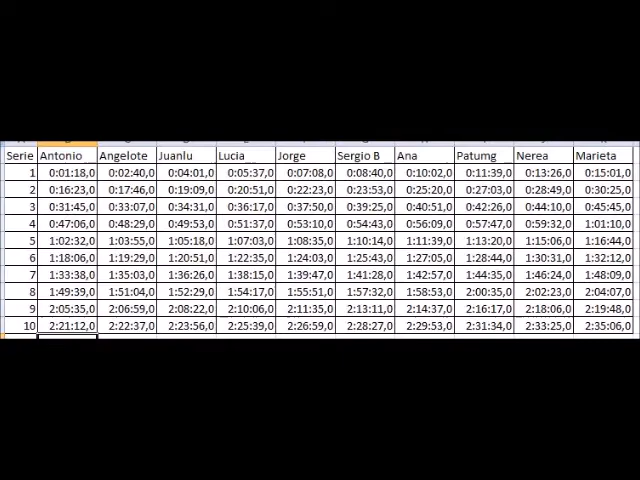 Serie Antonio Angelote Juanlu Lucia Jorge Sergio B Ana Patumg Nerea Marieta
1 0:01:18,0 0:02:40,0 0:04:01,0 0:05:37,0 0:07:08,0 0:08:40,0 0:10:02,0 0:11:39,0 0:13:26,0 0:15:01,0
2 0:16:23,0 0:17:46,0 0:19:09,0 0:20:51,0 0:22:23,0 0:23:53,0 0:25:20,0 0:27:03,0 0:28:49,0 0:30:25,0
3 0:31:45,0 0:33:07,0 0:34:31,0 0:36:17,0 0:37:50,0 0:39:25,0 0:40:51,0 0:42:26,0 0:44:10,0 0:45:45,0
4 0:47:06,0 0:48:29,0 0:49:53,0 0:51:37,0 0:53:10,0 0:54:43,0 0:56:09,0 0:57:47,0 0:59:32,0 1:01:10,0
5 1:02:32,0 1:03:55,0 1:05:18,0 1:07:03,0 1:08:35,0 1:10:14,0 1:11:39,0 1:13:20,0 1:15:06,0 1:16:44,0
6 1:18:06,0 1:19:29,0 1:20:51,0 1:22:35,0 1:24:03,0 1:25:43,0 1:27:05,0 1:28:44,0 1:30:31,0 1:32:12,0
7 1:33:38,0 1:35:03,0 1:36:26,0 1:38:15,0 1:39:47,0 1:41:28,0 1:42:57,0 1:44:35,0 1:46:24,0 1:48:09,0
8 1:49:39,0 1:51:04,0 1:52:29,0 1:54:17,0 1:55:51,0 1:57:32,0 1:58:53,0 2:00:35,0 2:02:23,0 2:04:07,0
9 2:05:35,0 2:06:59,0 2:08:22,0 2:10:06,0 2:11:35,0 2:13:11,0 2:14:37,0 2:16:17,0 2:18:06,0 2:19:48,0
10 2:21:12,0 2:22:37,0 2:23:56,0 2:25:39,0 2:26:59,0 2:28:27,0 2:29:53,0 2:31:34,0 2:33:25,0 2:35:06,0